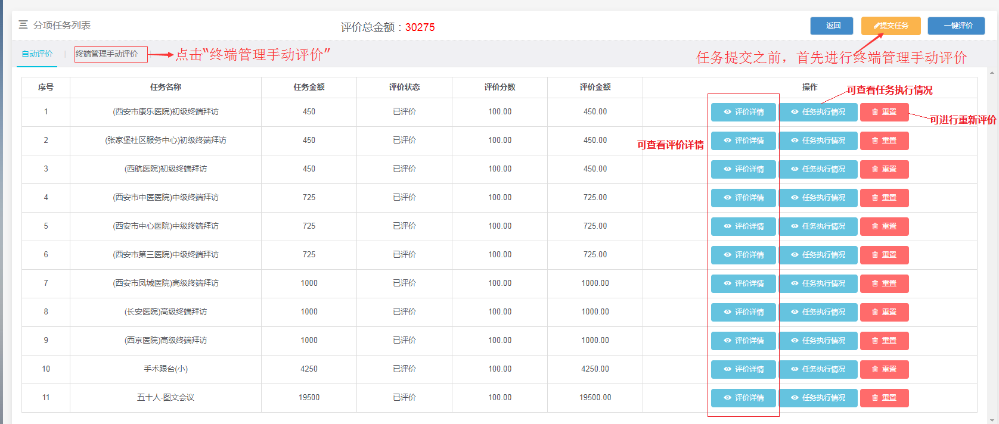 分项任务列表
评价总金额：30275
返回 提交任务 一键评价
自动评价 | 终端管理手动评价 点击“终端管理手动评价”
任务提交之前，首先进行终端管理手动评价
序号 任务名称 任务金额 评价状态 评价分数 评价金额 操作
可查看任务执行情况
1 (西安市康乐医院)初级终端拜访 450 已评价 100.00 450.00 评价详情 任务执行情况 重置
可进行重新评价
2 (张家堡社区服务中心)初级终端拜访 450 已评价 100.00 450.00 评价详情 任务执行情况 重置
可查看评价详情
3 (西航医院)初级终端拜访 450 已评价 100.00 450.00 评价详情 任务执行情况 重置
4 (西安市中医医院)中级终端拜访 725 已评价 100.00 725.00 评价详情 任务执行情况 重置
5 (西安市中心医院)中级终端拜访 725 已评价 100.00 725.00 评价详情 任务执行情况 重置
6 (西安市第三医院)中级终端拜访 725 已评价 100.00 725.00 评价详情 任务执行情况 重置
7 (西安市凤城医院)高级终端拜访 1000 已评价 100.00 1000.00 评价详情 任务执行情况 重置
8 (长安医院)高级终端拜访 1000 已评价 100.00 1000.00 评价详情 任务执行情况 重置
9 (西京医院)高级终端拜访 1000 已评价 100.00 1000.00 评价详情 任务执行情况 重置
10 手术跟台(小) 4250 已评价 100.00 4250.00 评价详情 任务执行情况 重置
11 五十人-图文会议 19500 已评价 100.00 19500.00 评价详情 任务执行情况 重置